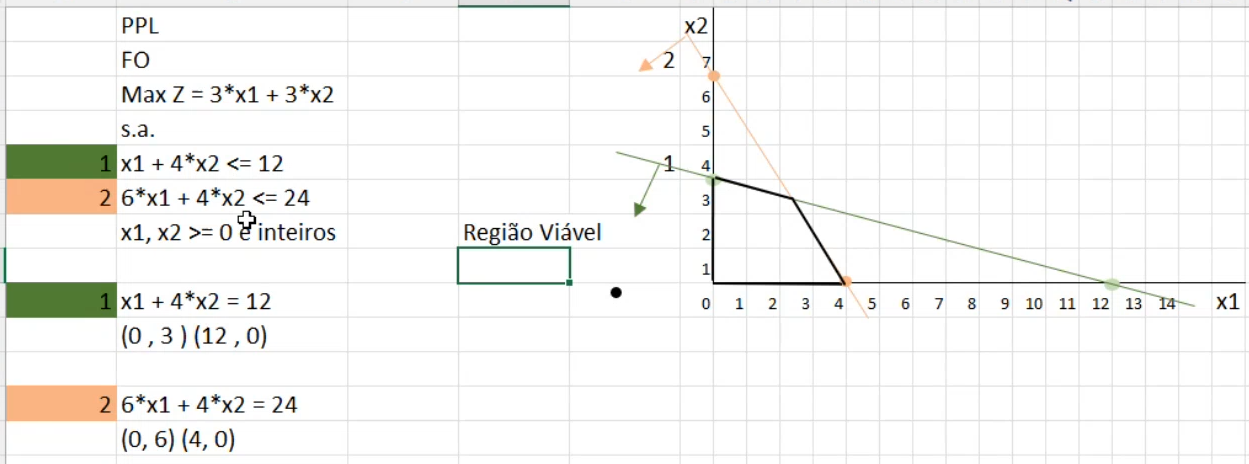 PPL
FO
Max Z = 3*x1 + 3*x2
s.a.
1 x1 + 4*x2 <= 12
2 6*x1 + 4*x2 <= 24
x1, x2 >= 0 e inteiros
1 x1 + 4*x2 = 12
(0 , 3 ) (12 , 0)
2 6*x1 + 4*x2 = 24
(0, 6) (4, 0)
Região Viável
x2
2
7
6
5
1
4
3
2
1
0 1 2 3 4 5 6 7 8 9 10 11 12 13 14 x1